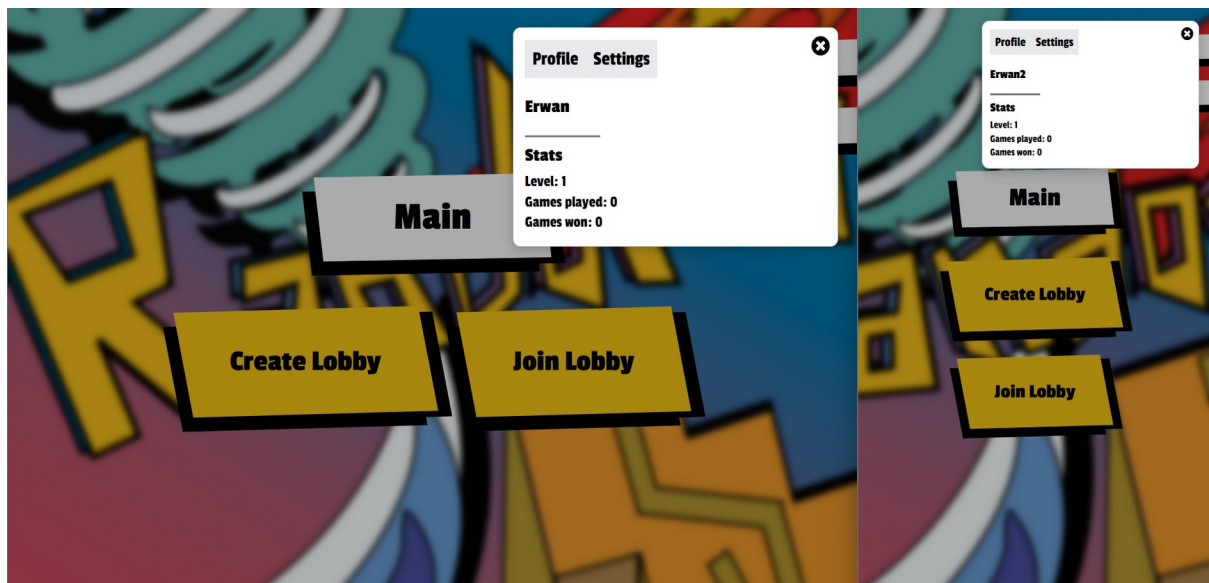 Profile Settings
Erwan
Stats
Level: 1
Games played: 0
Games won: 0
Main
Create Lobby
Join Lobby
Profile Settings
Erwan2
Stats
Level: 1
Games played: 0
Games won: 0
Main
Create Lobby
Join Lobby